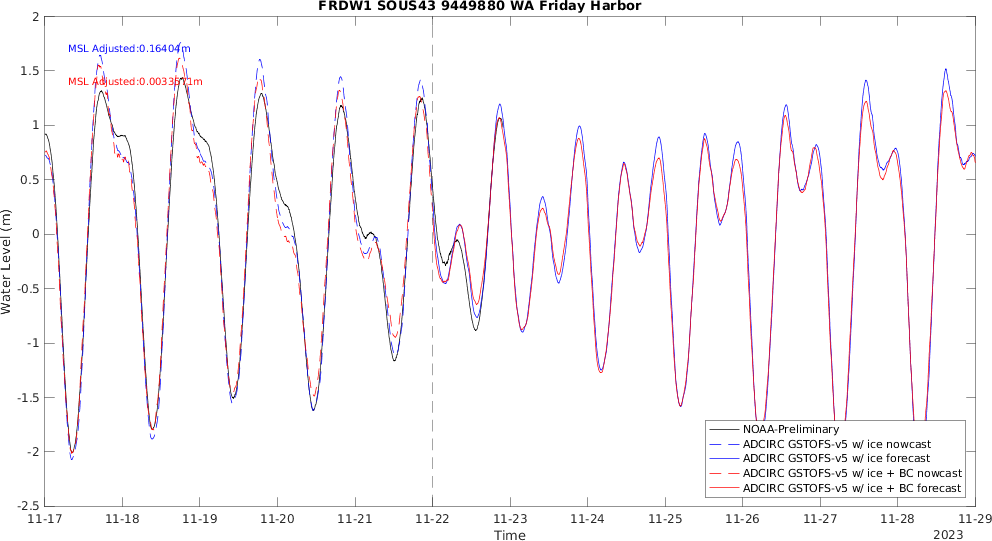 FRDW1 SOUS43 9449880 WA Friday Harbor
2
1.5
1
0.5
0
-0.5
-1
-1.5
-2
-2.5
Water Level (m)
MSL Adjusted:0.16404m
MSL Adjusted:0.0033571m
NOAA-Preliminary
ADCIRC GSTOFS-v5 w/ ice nowcast
ADCIRC GSTOFS-v5 w/ ice forecast
ADCIRC GSTOFS-v5 w/ ice + BC nowcast
ADCIRC GSTOFS-v5 w/ ice + BC forecast
11-17 11-18 11-19 11-20 11-21 11-22 11-23 11-24 11-25 11-26 11-27 11-28 11-29
Time
2023